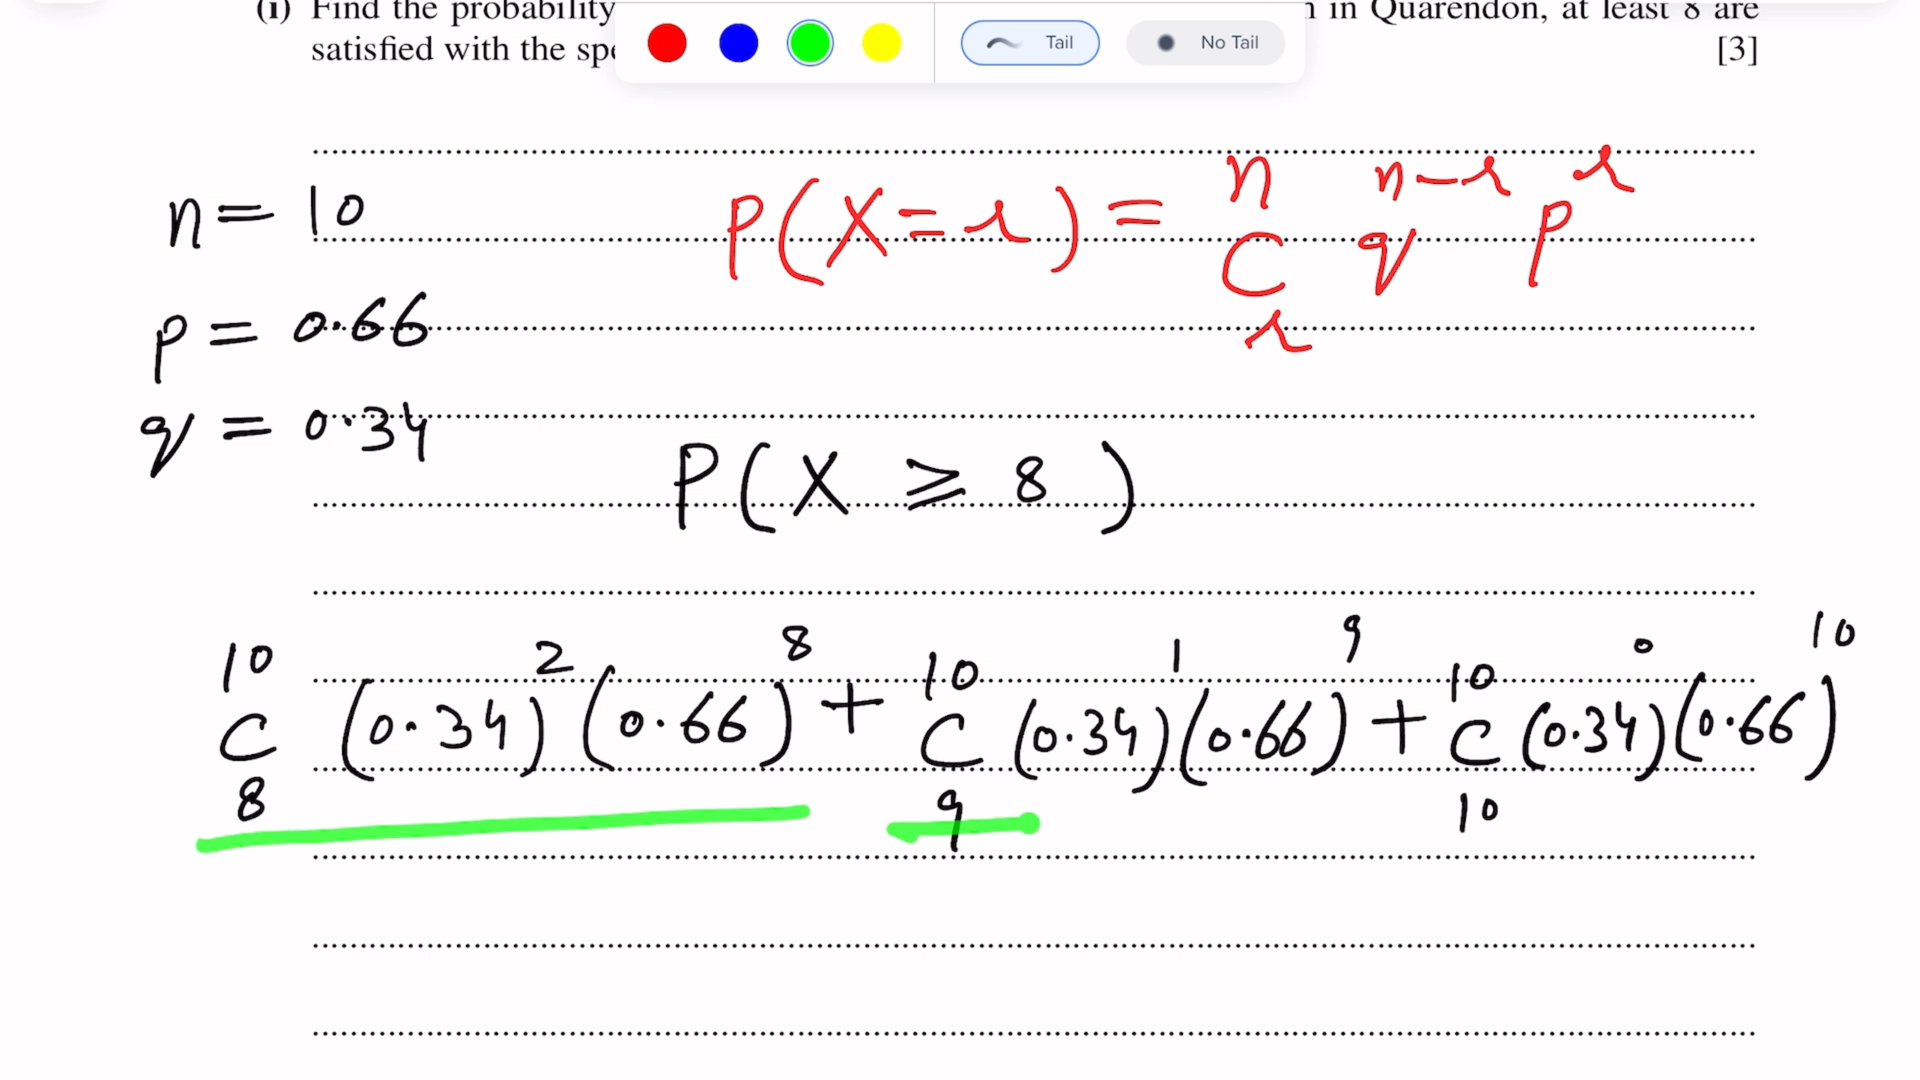 (i) Find the probability in Quarendon, at least 8 are
satisfied with the [3]
Tail No Tail
n = 10
P(X = r) = ⁿCᵣ qⁿ⁻ʳ pʳ
p = 0.66
q = 0.34
P(X ⩾ 8)
¹⁰C₈ (0.34)² (0.66)⁸ + ¹⁰C₉ (0.34)¹ (0.66)⁹ + ¹⁰C₁₀ (0.34)⁰ (0.66)¹⁰